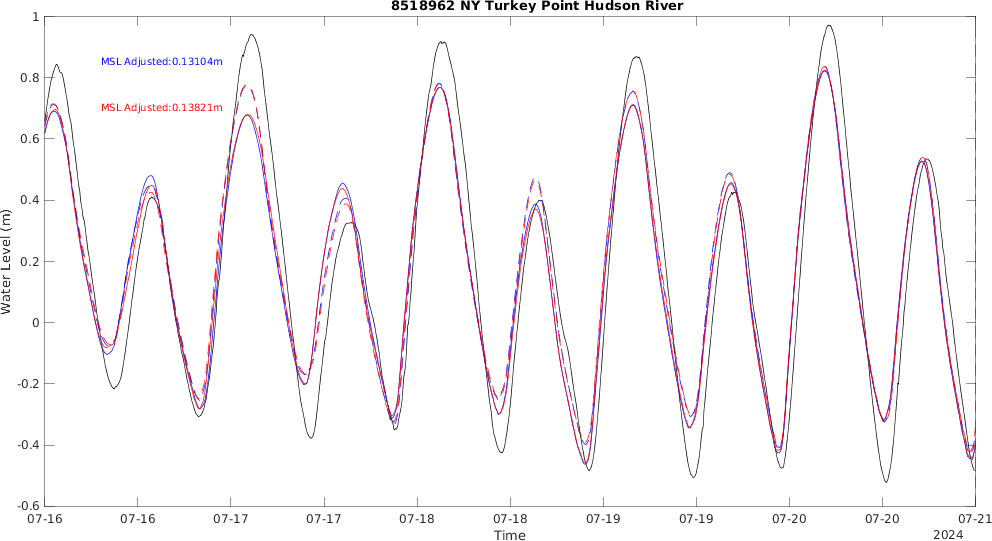 8518962 NY Turkey Point Hudson River
MSL Adjusted:0.13104m
MSL Adjusted:0.13821m
Water Level (m)
1
0.8
0.6
0.4
0.2
0
-0.2
-0.4
-0.6
07-16 07-16 07-17 07-17 07-18 07-18 07-19 07-19 07-20 07-20 07-21
Time
2024